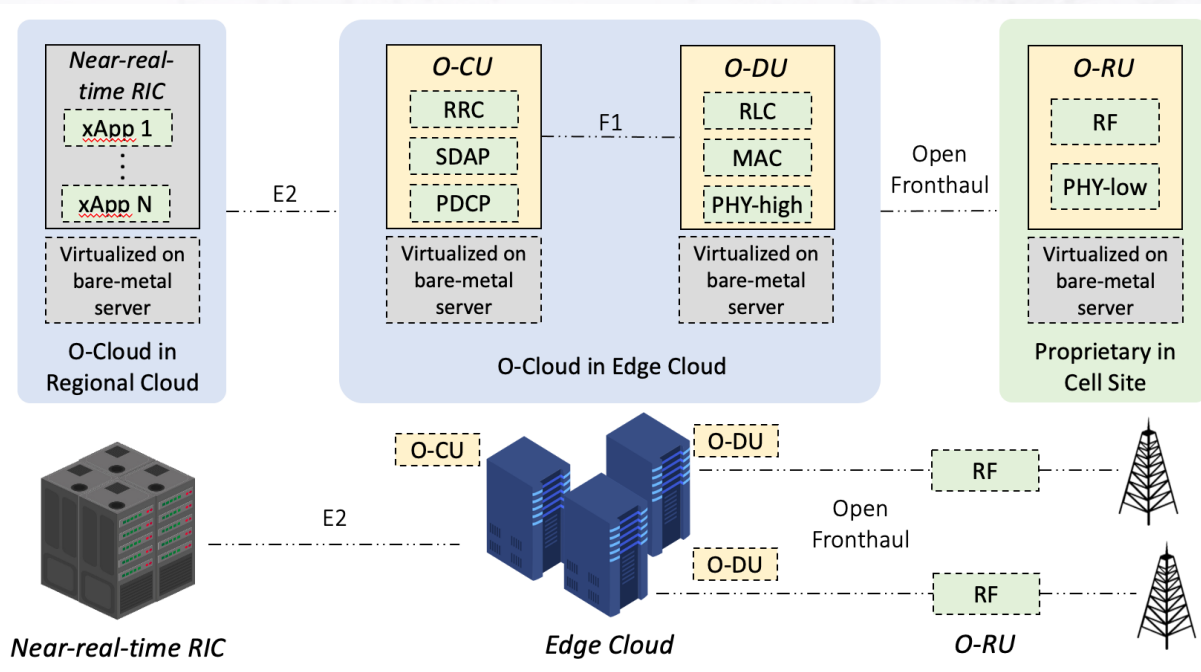 Near-real-
time RIC
xApp 1
xApp N
Virtualized on
bare-metal
server
O-Cloud in
Regional Cloud
E2
O-CU
RRC
SDAP
PDCP
Virtualized on
bare-metal
server
F1
O-DU
RLC
MAC
PHY-high
Virtualized on
bare-metal
server
O-Cloud in Edge Cloud
Open
Fronthaul
O-RU
RF
PHY-low
Virtualized on
bare-metal
server
Proprietary in
Cell Site
O-CU
O-DU
RF
E2
Open
Fronthaul
O-DU
RF
Near-real-time RIC
Edge Cloud
O-RU